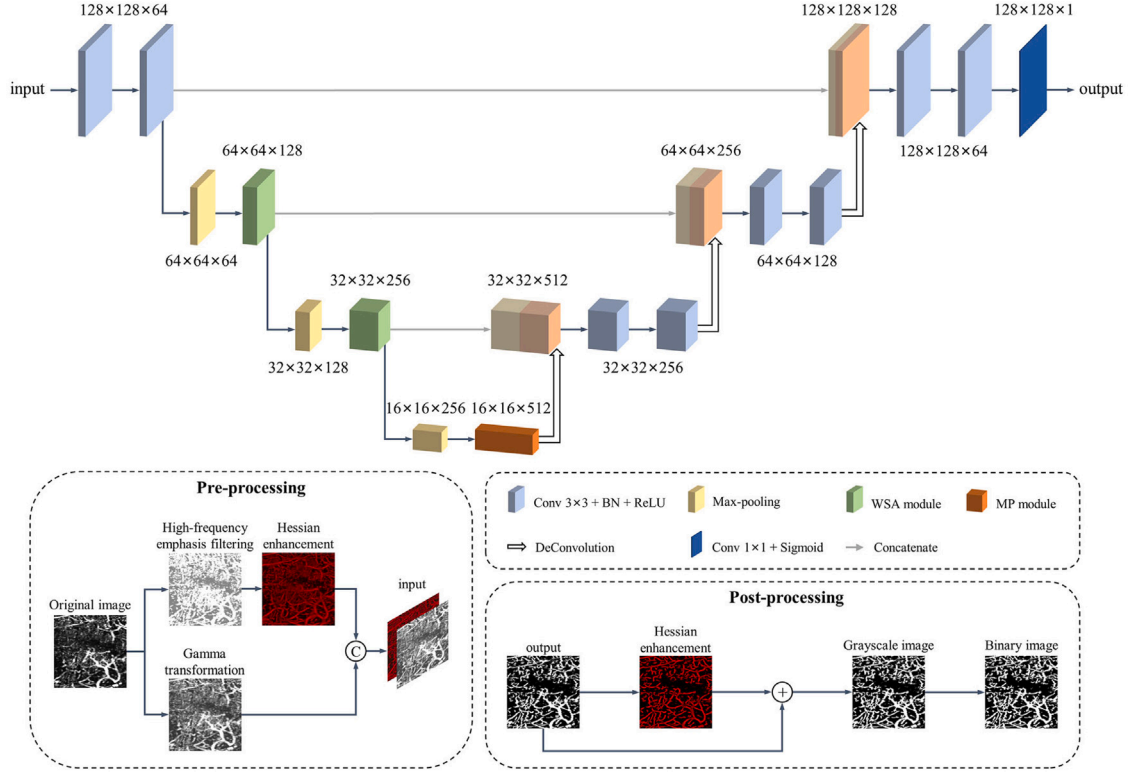 128×128×64
128×128×128
128×128×1
input
output
128×128×64
64×64×128
64×64×256
64×64×64
64×64×128
32×32×256
32×32×512
32×32×128
32×32×256
16×16×256
16×16×512
Pre-processing
High-frequency
emphasis filtering
Hessian
enhancement
Original image
input
Gamma
transformation
C
Conv 3×3 + BN + ReLU
Max-pooling
WSA module
MP module
DeConvolution
Conv 1×1 + Sigmoid
Concatenate
Post-processing
output
Hessian
enhancement
Grayscale image
Binary image
+